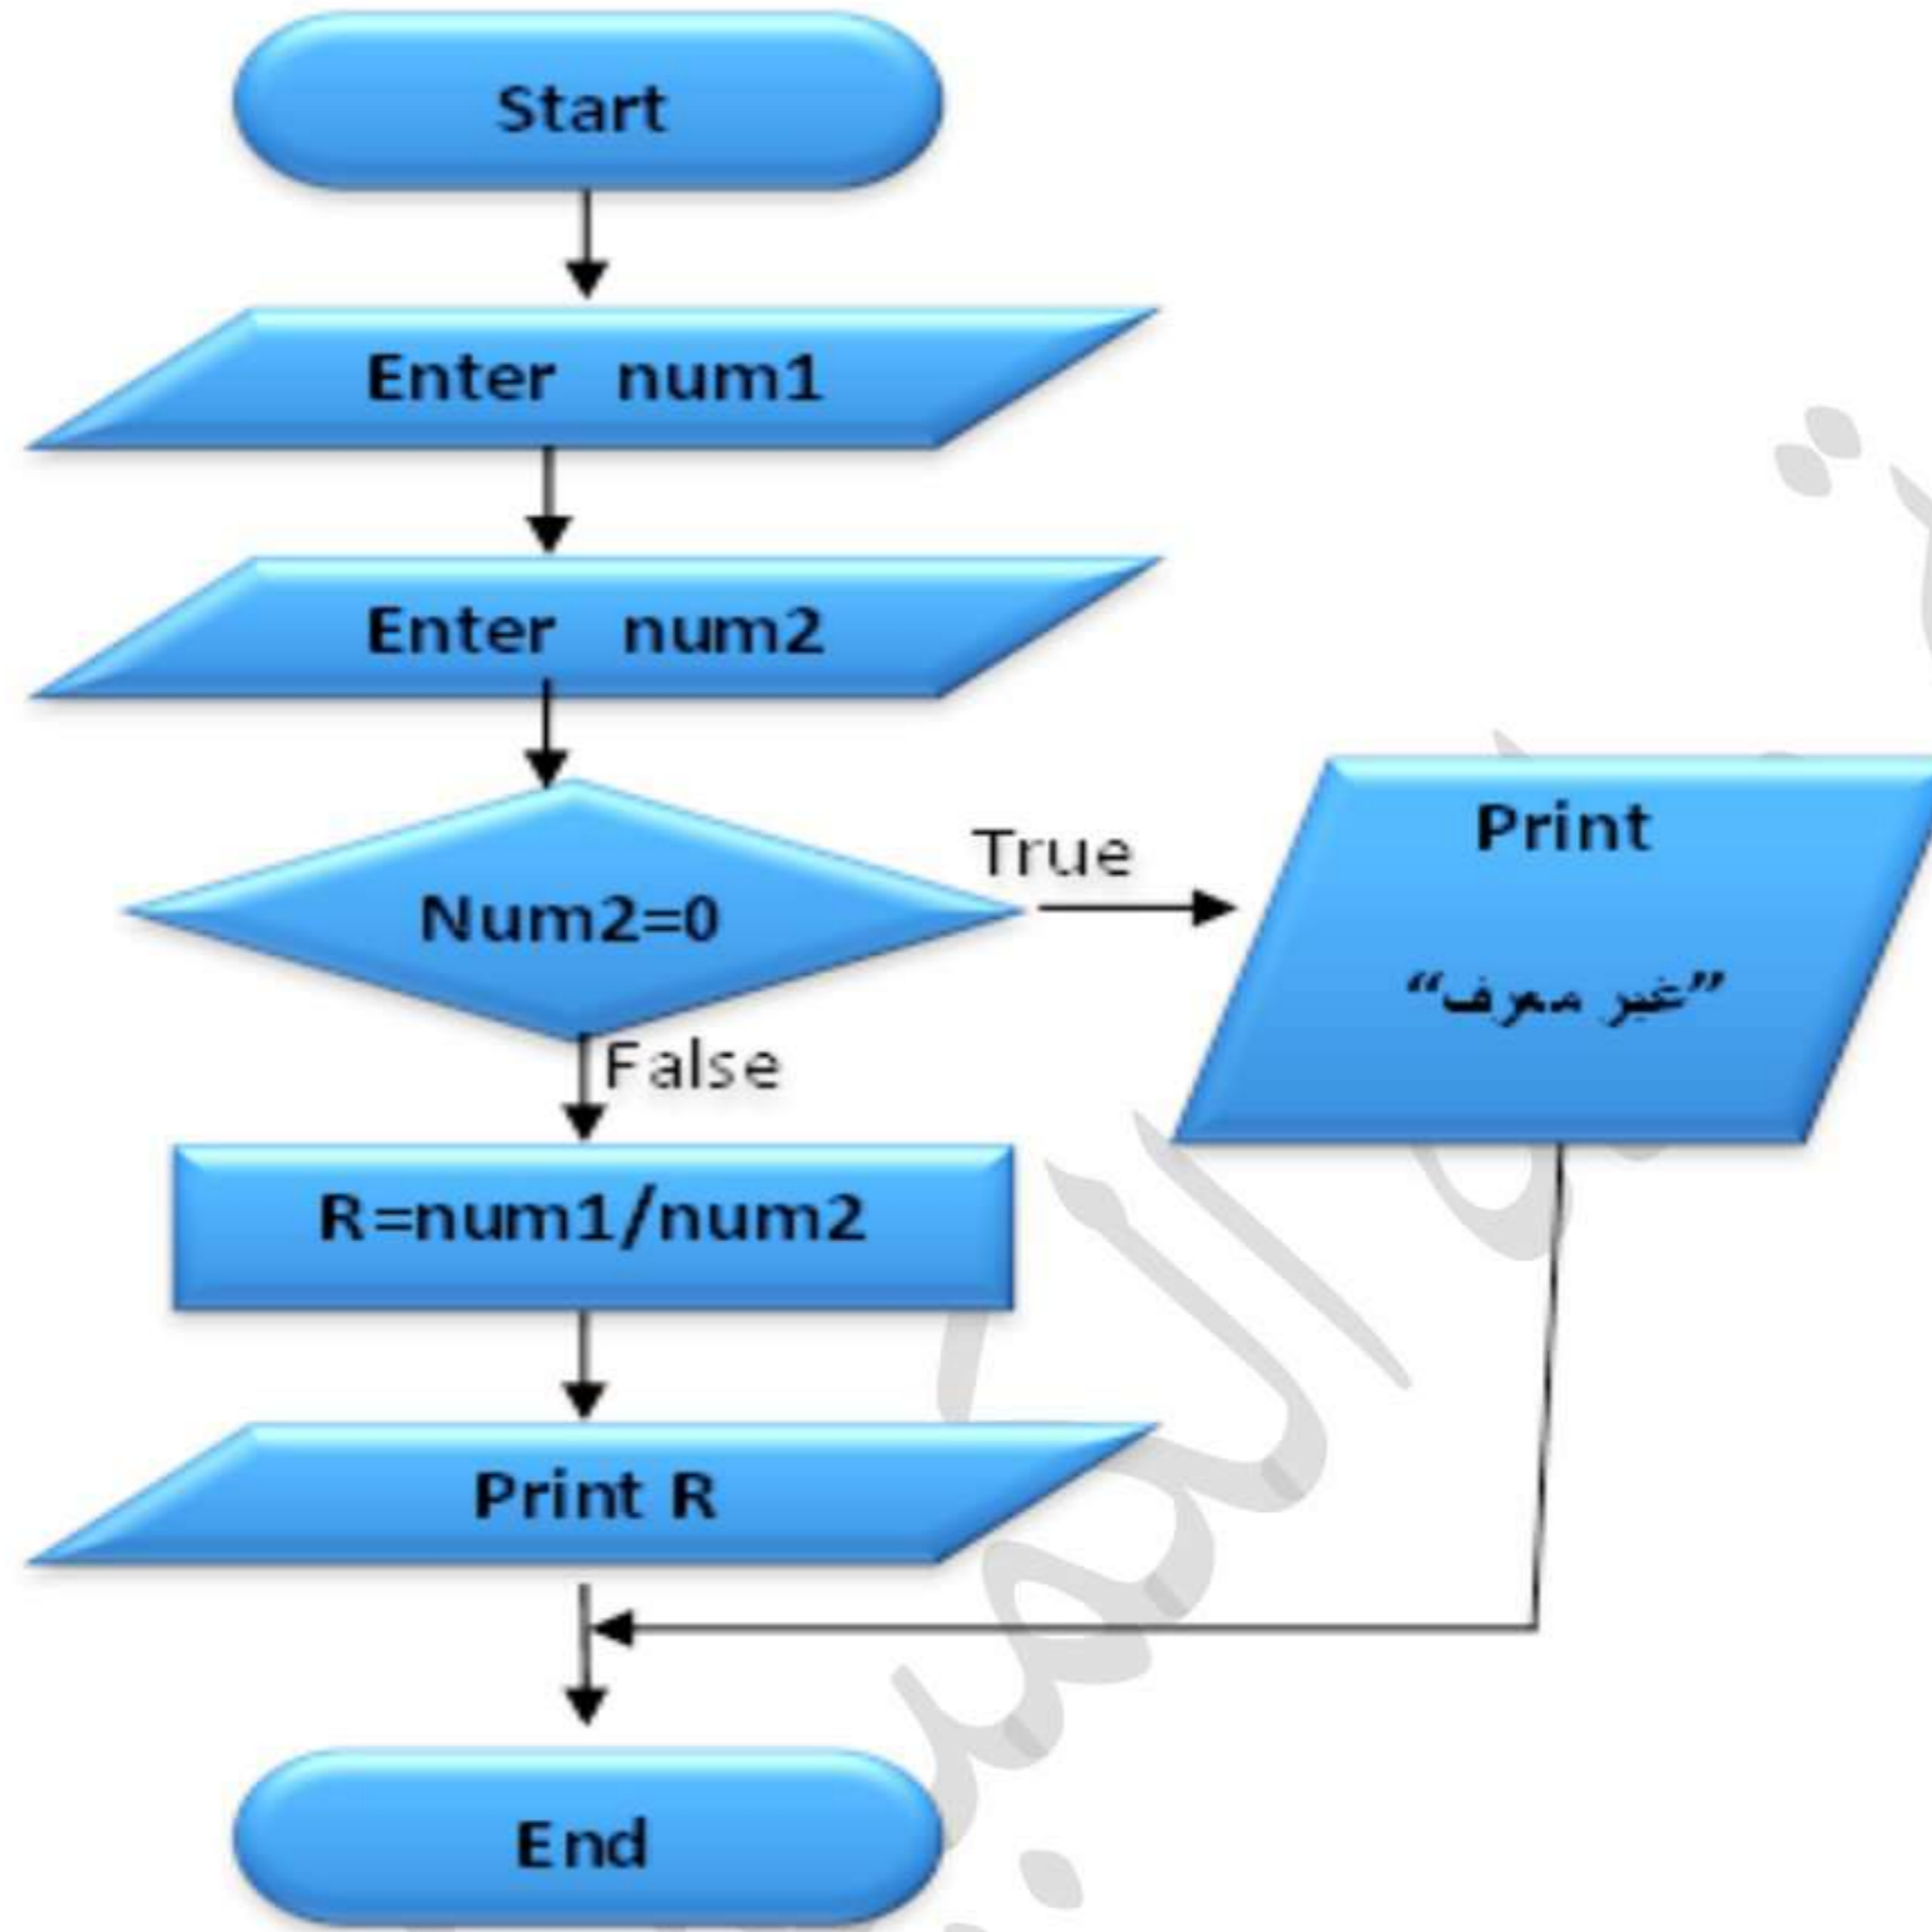 Start
Enter num1
Enter num2
Num2=0
True
Print
“غير معرف”
False
R=num1/num2
Print R
End